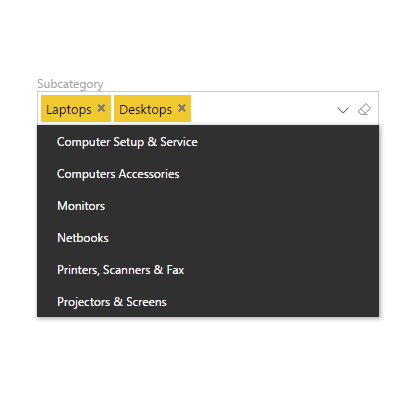 Subcategory
Laptops × Desktops ×
Computer Setup & Service
Computers Accessories
Monitors
Netbooks
Printers, Scanners & Fax
Projectors & Screens